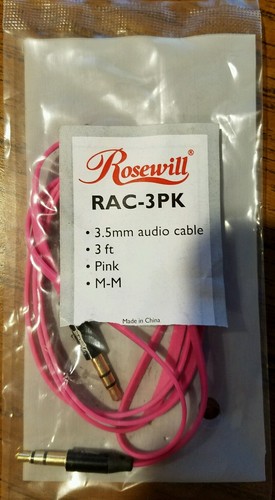 Rosewill®
RAC-3PK
• 3.5mm audio cable
• 3 ft
• Pink
• M-M
Made in China